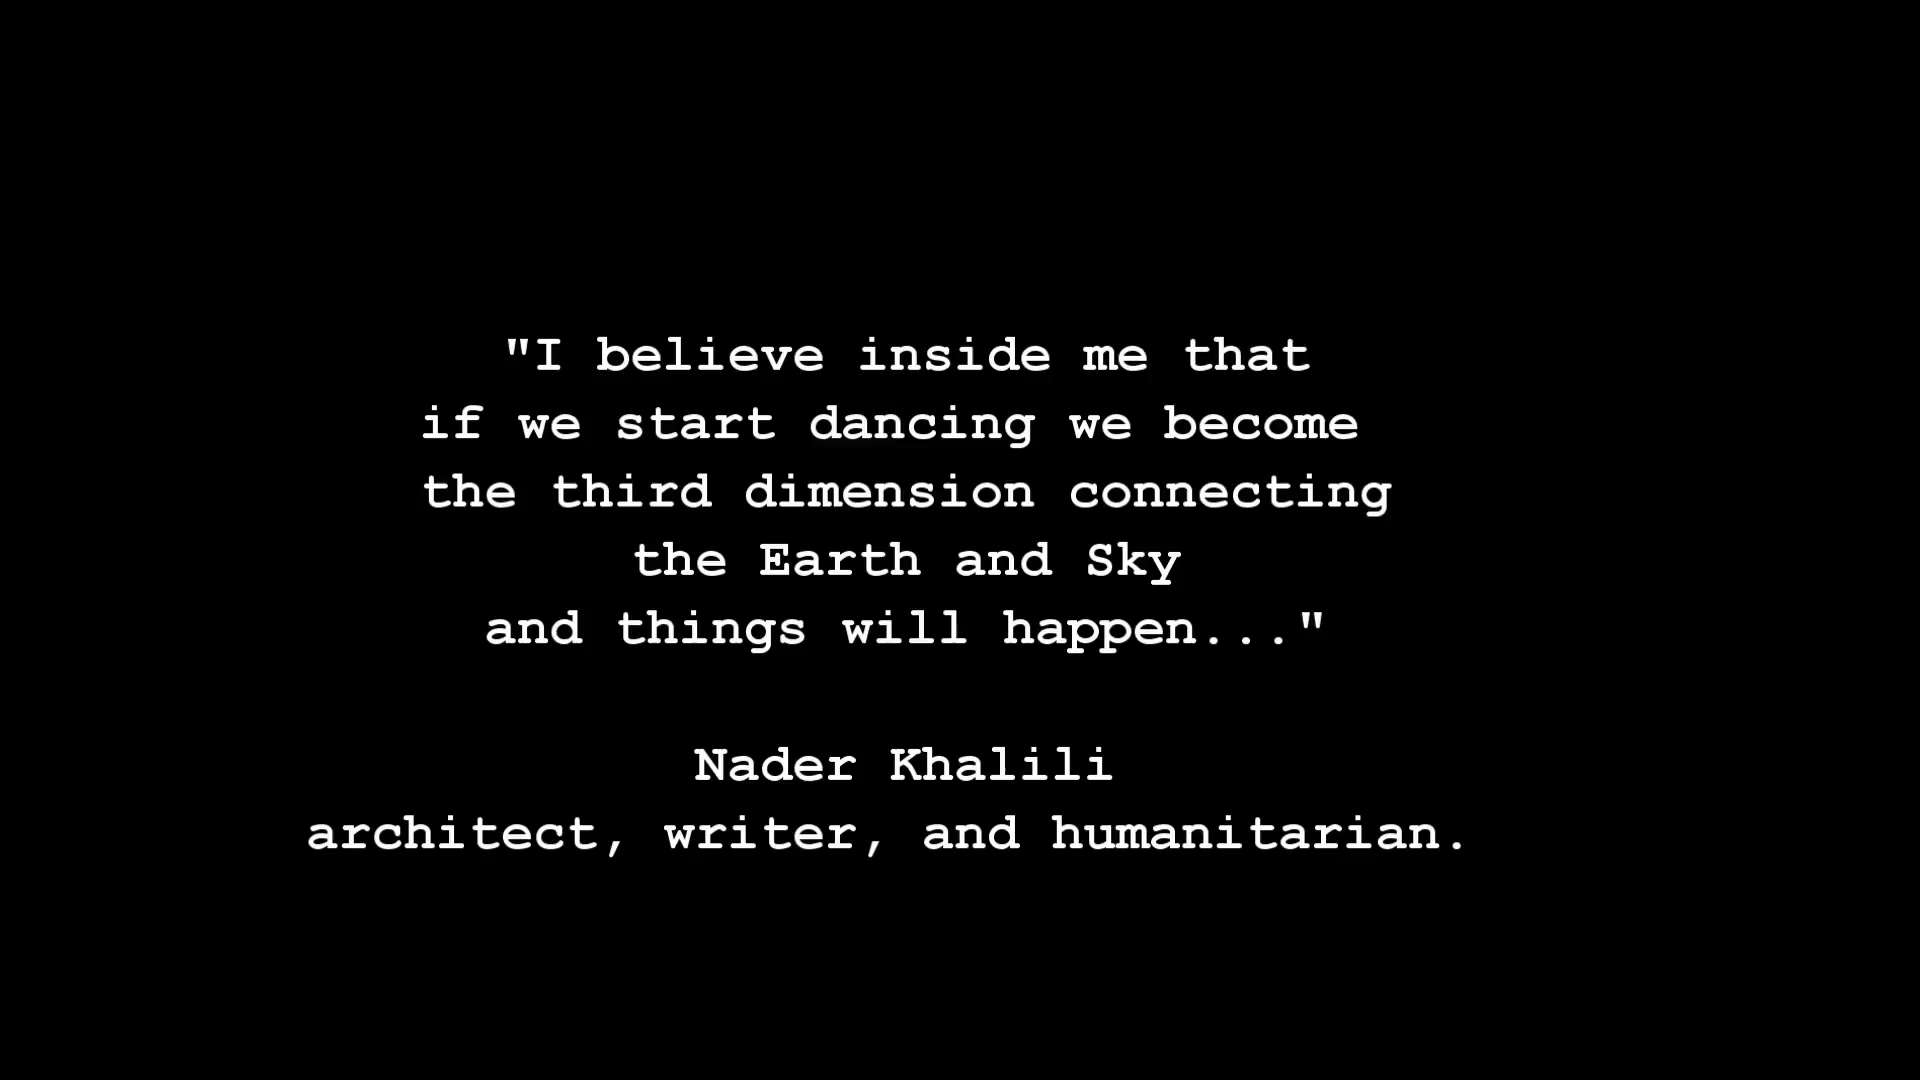 "I believe inside me that
if we start dancing we become
the third dimension connecting
the Earth and Sky
and things will happen..."
Nader Khalili
architect, writer, and humanitarian.